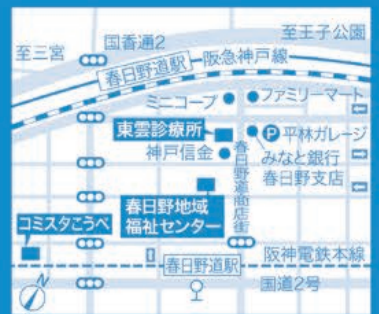 国香通2
至王子公園
至三宮
春日野道駅
阪急神戸線
ミニコープ
ファミリーマート
東雲診療所
P 平林ガレージ
神戸信金
みなと銀行
春日野支店
春日野道商店街
春日野地域
福祉センター
コミスタこうべ
阪神電鉄本線
春日野道駅
国道2号